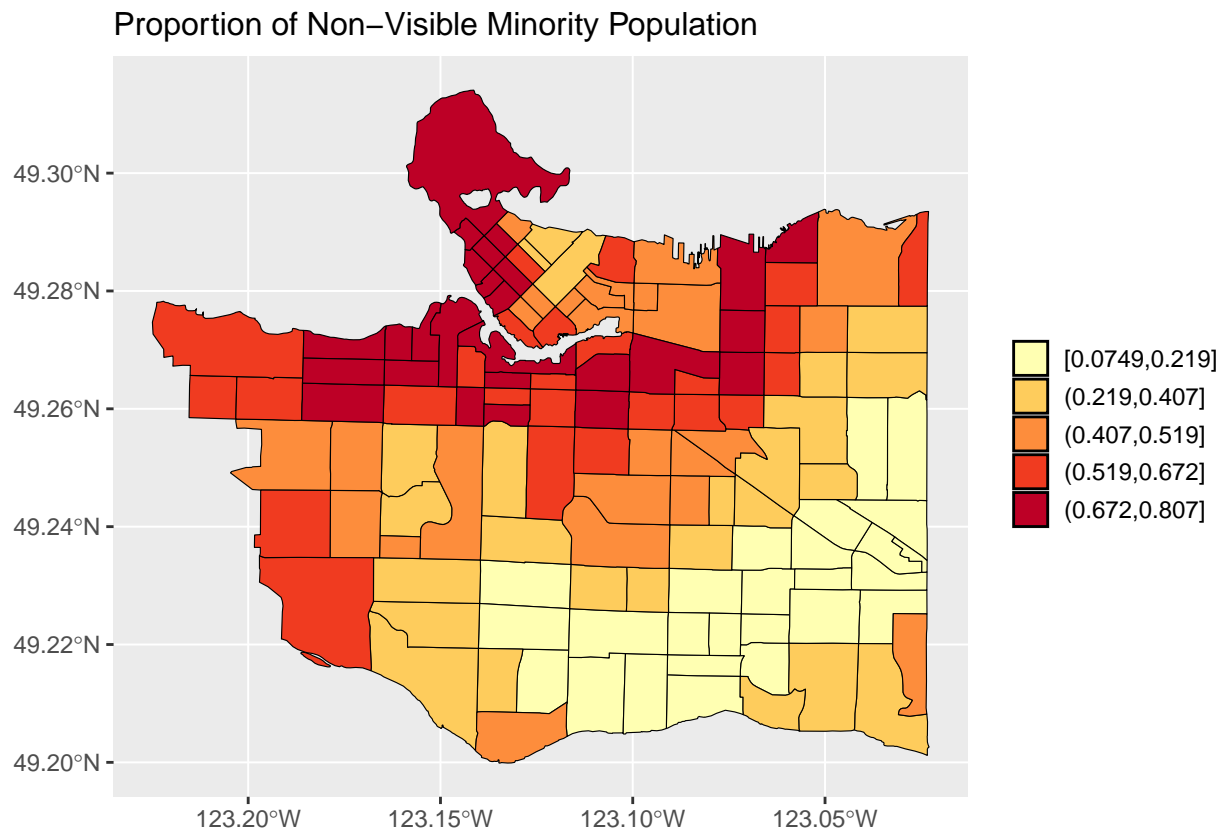 Proportion of Non−Visible Minority Population
49.30°N
49.28°N
49.26°N
49.24°N
49.22°N
49.20°N
123.20°W
123.15°W
123.10°W
123.05°W
[0.0749,0.219]
(0.219,0.407]
(0.407,0.519]
(0.519,0.672]
(0.672,0.807]